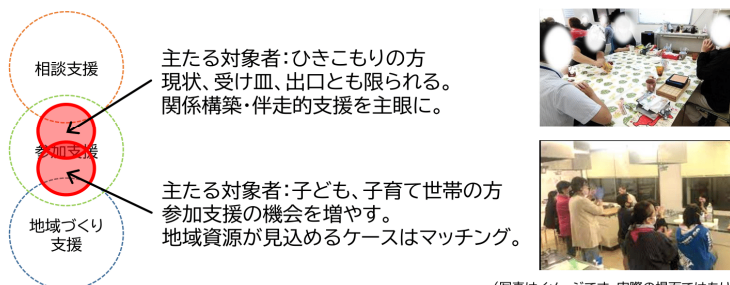 相談支援
参加支援
地域づくり
支援
主たる対象者：ひきこもりの方
現状、受け皿、出口とも限られる。
関係構築・伴走的支援を主眼に。
主たる対象者：子ども、子育て世帯の方
参加支援の機会を増やす。
地域資源が見込めるケースはマッチング。